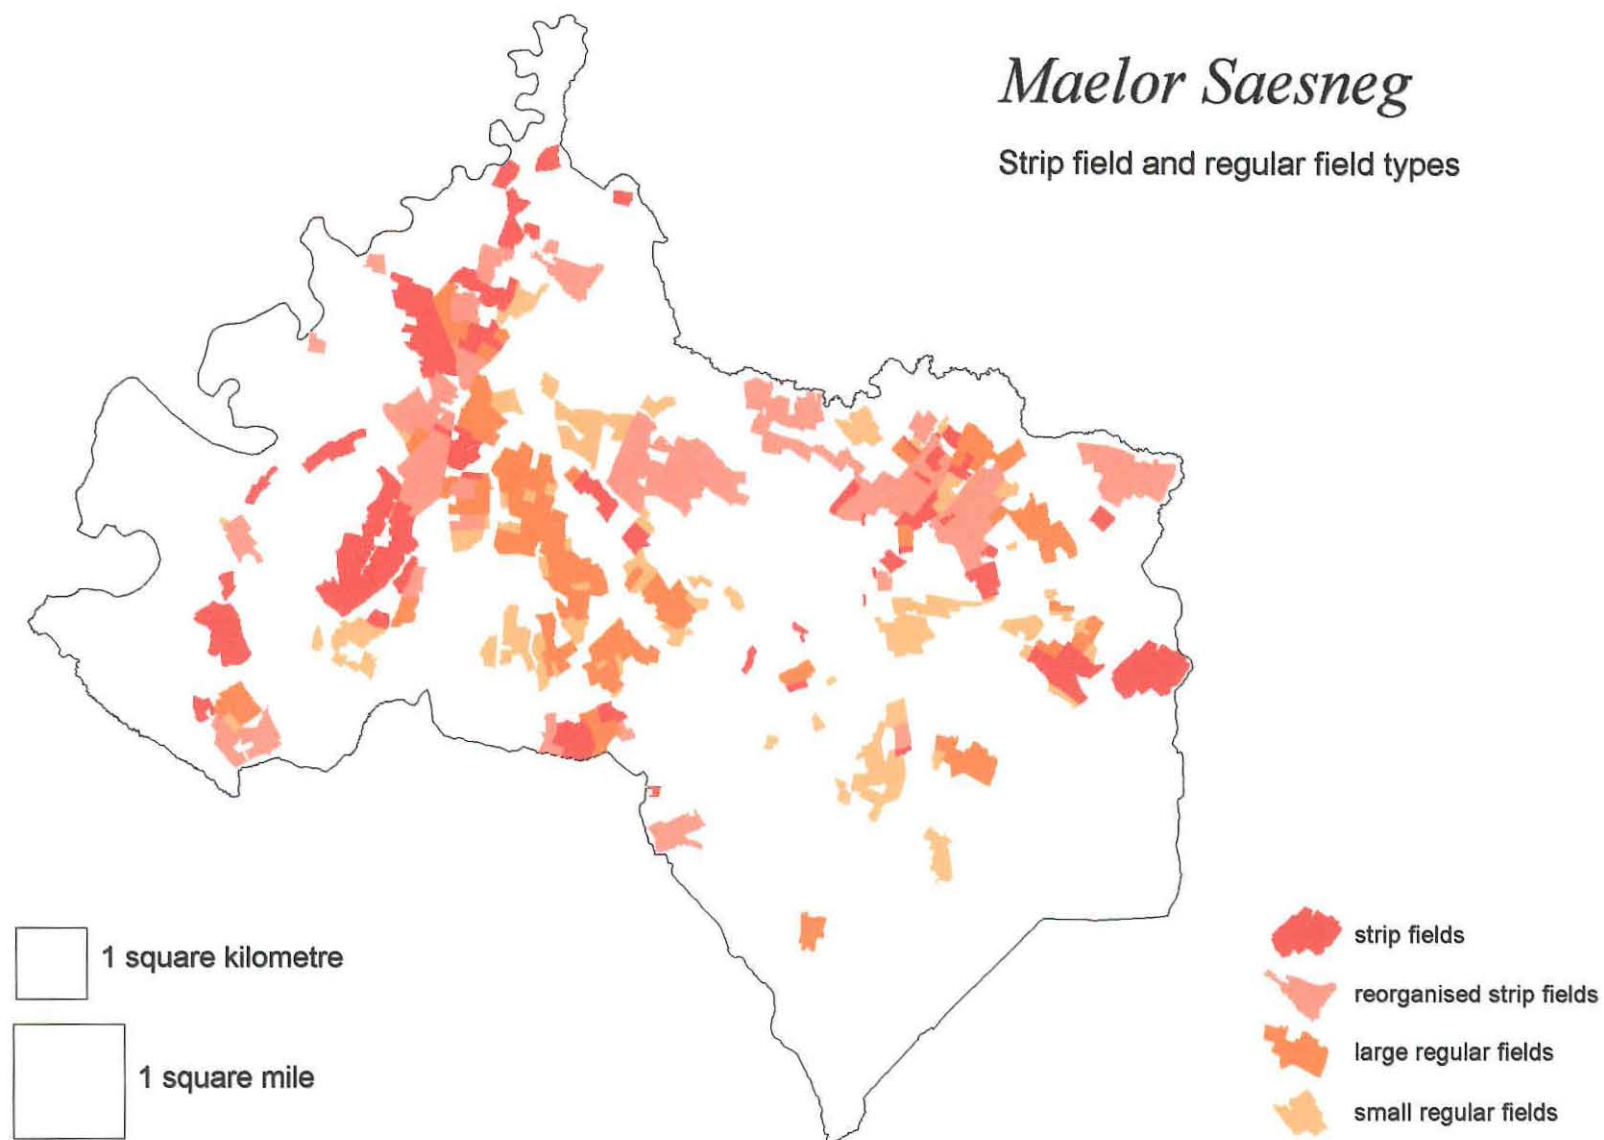 Maelor Saesneg
Strip field and regular field types
1 square kilometre
1 square mile
strip fields
reorganised strip fields
large regular fields
small regular fields